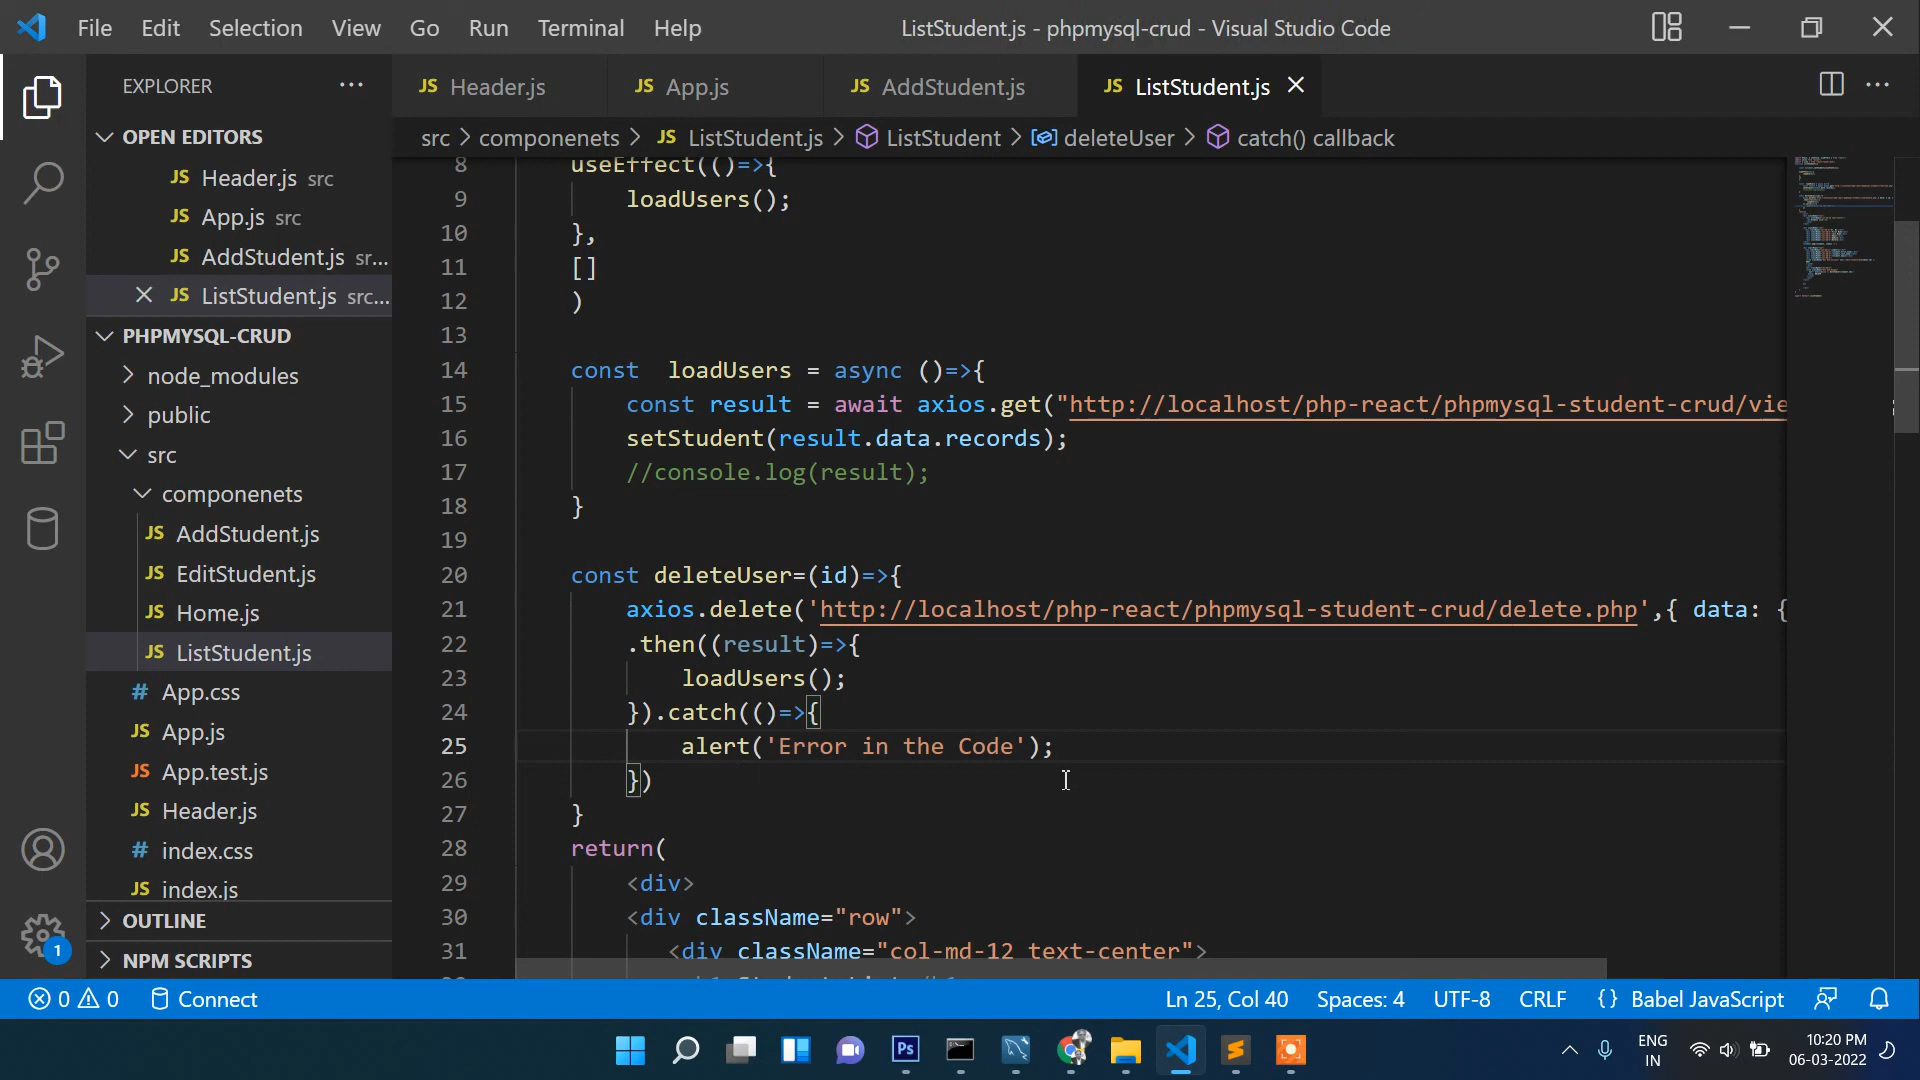 File Edit Selection View Go Run Terminal Help
ListStudent.js - phpmysql-crud - Visual Studio Code
EXPLORER
JS Header.js
JS App.js
JS AddStudent.js
JS ListStudent.js
src > componenets > JS ListStudent.js > ListStudent > deleteUser > catch() callback
OPEN EDITORS
JS Header.js src
JS App.js src
JS AddStudent.js sr...
JS ListStudent.js src...
PHPMYSQL-CRUD
node_modules
public
src
componenets
JS AddStudent.js
JS EditStudent.js
JS Home.js
JS ListStudent.js
# App.css
JS App.js
JS App.test.js
JS Header.js
# index.css
JS index.js
OUTLINE
NPM SCRIPTS
8 useEffect(()=>{
9 loadUsers();
10 },
11 []
12 )
13
14 const loadUsers = async ()=>{
15 const result = await axios.get("http://localhost/php-react/phpmysql-student-crud/vie
16 setStudent(result.data.records);
17 //console.log(result);
18 }
19
20 const deleteUser=(id)=>{
21 axios.delete('http://localhost/php-react/phpmysql-student-crud/delete.php',{ data: {
22 .then((result)=>{
23 loadUsers();
24 }).catch(()=>{
25 alert('Error in the Code');
26 })
27 }
28 return(
29 <div>
30 <div className="row">
31 <div className="col-md-12 text-center">
0 0 Connect
Ln 25, Col 40 Spaces: 4 UTF-8 CRLF {} Babel JavaScript
1
Ps
ENG
IN
10:20 PM
06-03-2022